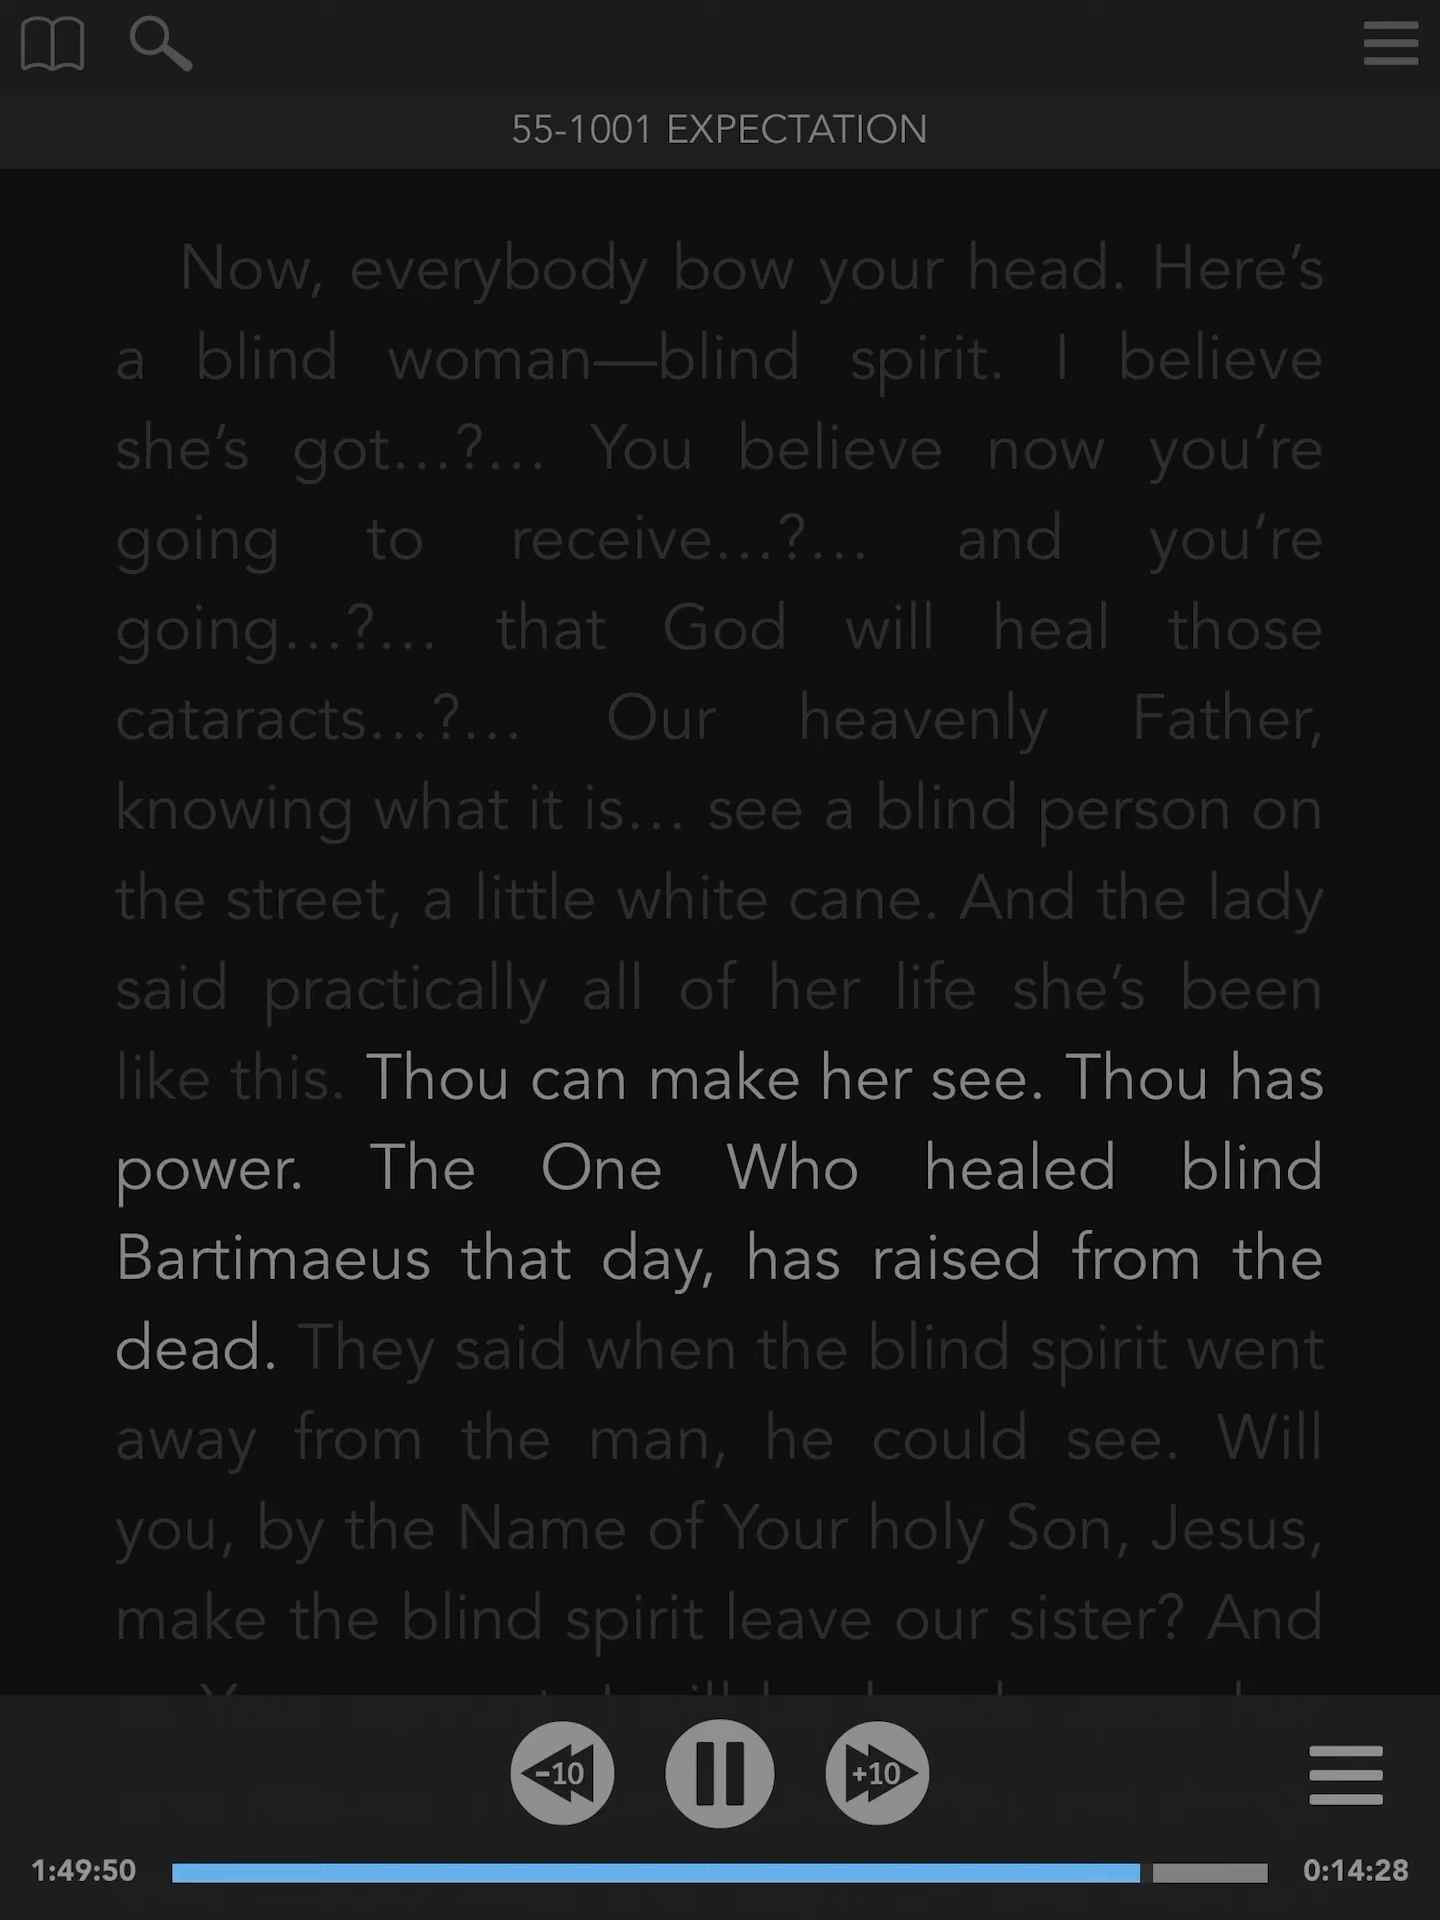 55-1001 EXPECTATION
Now, everybody bow your head. Here’s
a blind woman—blind spirit. I believe
she’s got…?… You believe now you’re
going to receive…?… and you’re
going…?… that God will heal those
cataracts…?… Our heavenly Father,
knowing what it is… see a blind person on
the street, a little white cane. And the lady
said practically all of her life she’s been
like this. Thou can make her see. Thou has
power. The One Who healed blind
Bartimaeus that day, has raised from the
dead. They said when the blind spirit went
away from the man, he could see. Will
you, by the Name of Your holy Son, Jesus,
make the blind spirit leave our sister? And
-10
+10
1:49:50
0:14:28